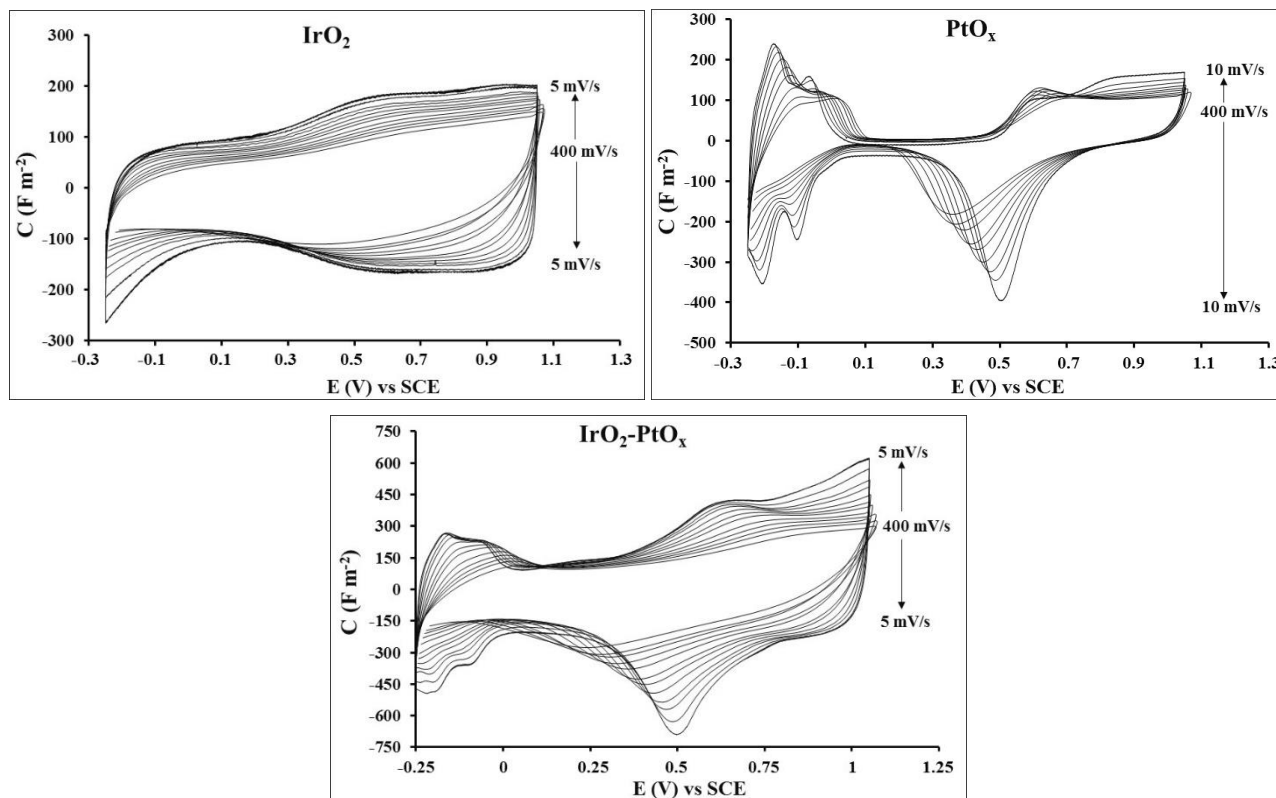 IrO₂
300
200
100
0
-100
-200
-300
C (F m⁻²)
5 mV/s
400 mV/s
5 mV/s
-0.3
-0.1
0.1
0.3
0.5
0.7
0.9
1.1
1.3
E (V) vs SCE
PtOₓ
300
200
100
0
-100
-200
-300
-400
-500
C (F m⁻²)
10 mV/s
400 mV/s
10 mV/s
-0.3
-0.1
0.1
0.3
0.5
0.7
0.9
1.1
1.3
E (V) vs SCE
IrO₂-PtOₓ
750
600
450
300
150
0
-150
-300
-450
-600
-750
C (F m⁻²)
5 mV/s
400 mV/s
5 mV/s
-0.25
0
0.25
0.5
0.75
1
1.25
E (V) vs SCE